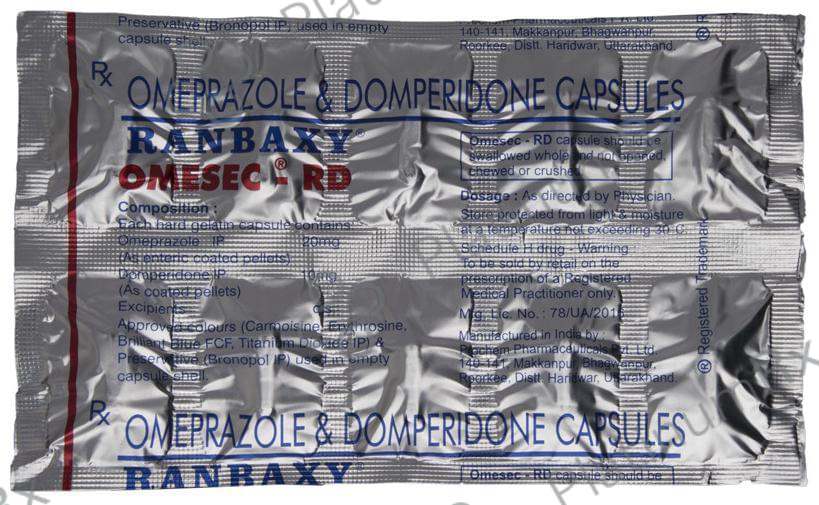 Preservative (Bronopol IP) used in empty
capsule shell.
140-141, Makkanpur, Bhagwanpur,
Roorkee, Distt. Haridwar, Uttarakhand.
Rx
OMEPRAZOLE & DOMPERIDONE CAPSULES
RANBAXY®
OMESEC® - RD
Composition :
Each hard gelatin capsule contains:
Omeprazole IP 20mg
(As enteric coated pellets)
Domperidone IP 10mg
(As coated pellets)
Excipients q.s.
Approved colours (Carmoisine, Erythrosine,
Brilliant Blue FCF, Titanium Dioxide IP) &
Preservative (Bronopol IP) used in empty
capsule shell.
Omesec - RD capsule should be
swallowed whole and not opened,
chewed or crushed
Dosage : As directed by Physician.
Store protected from light & moisture
at a temperature not exceeding 30°C.
Schedule H drug - Warning
To be sold by retail on the
prescription of a Registered
Medical Practitioner only.
Mfg. Lic. No. : 78/UA/2015
Manufactured in India by :
Pharmaceuticals Pvt. Ltd.
140-141, Makkanpur, Bhagwanpur,
Roorkee, Distt. Haridwar, Uttarakhand.
® Registered Trademark
® R
Rx
OMEPRAZOLE & DOMPERIDONE CAPSULES
RANBAXY®
Omesec - RD capsule should be